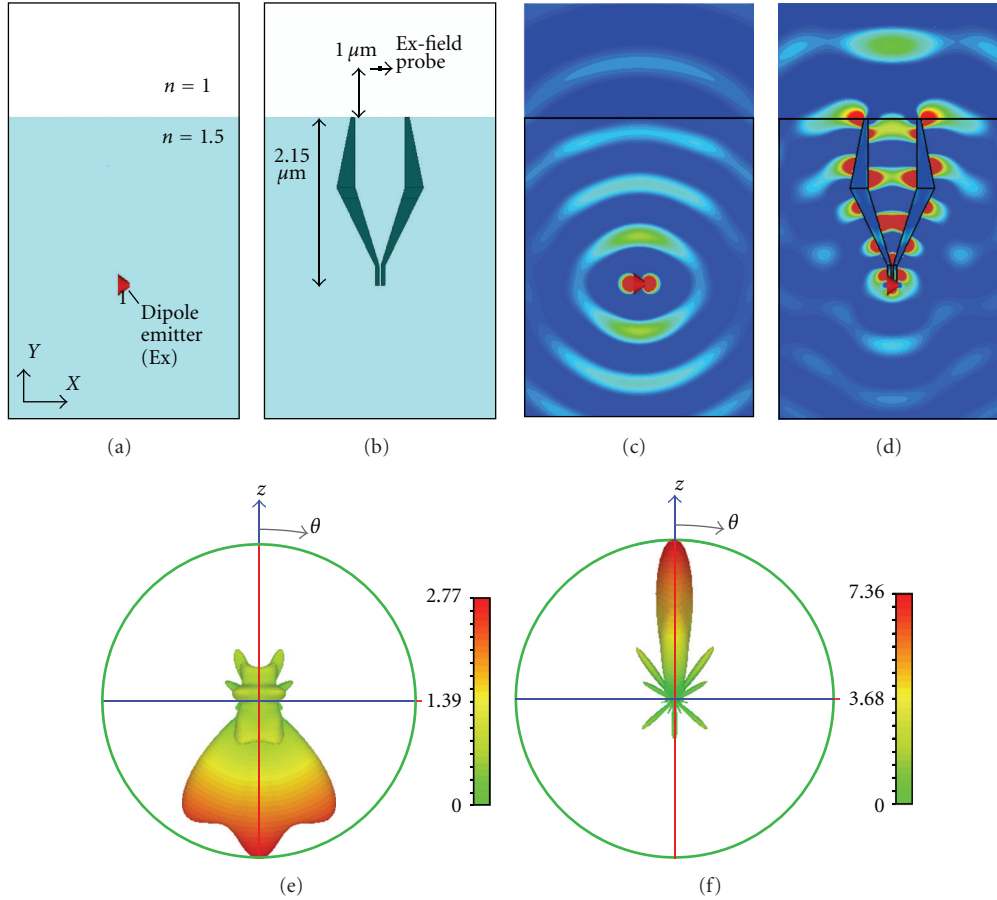 n = 1
n = 1.5
Dipole
emitter
(Ex)
Y
X
1 µm
Ex-field
probe
2.15
µm
(a)
(b)
(c)
(d)
z
θ
2.77
1.39
0
(e)
z
θ
7.36
3.68
0
(f)